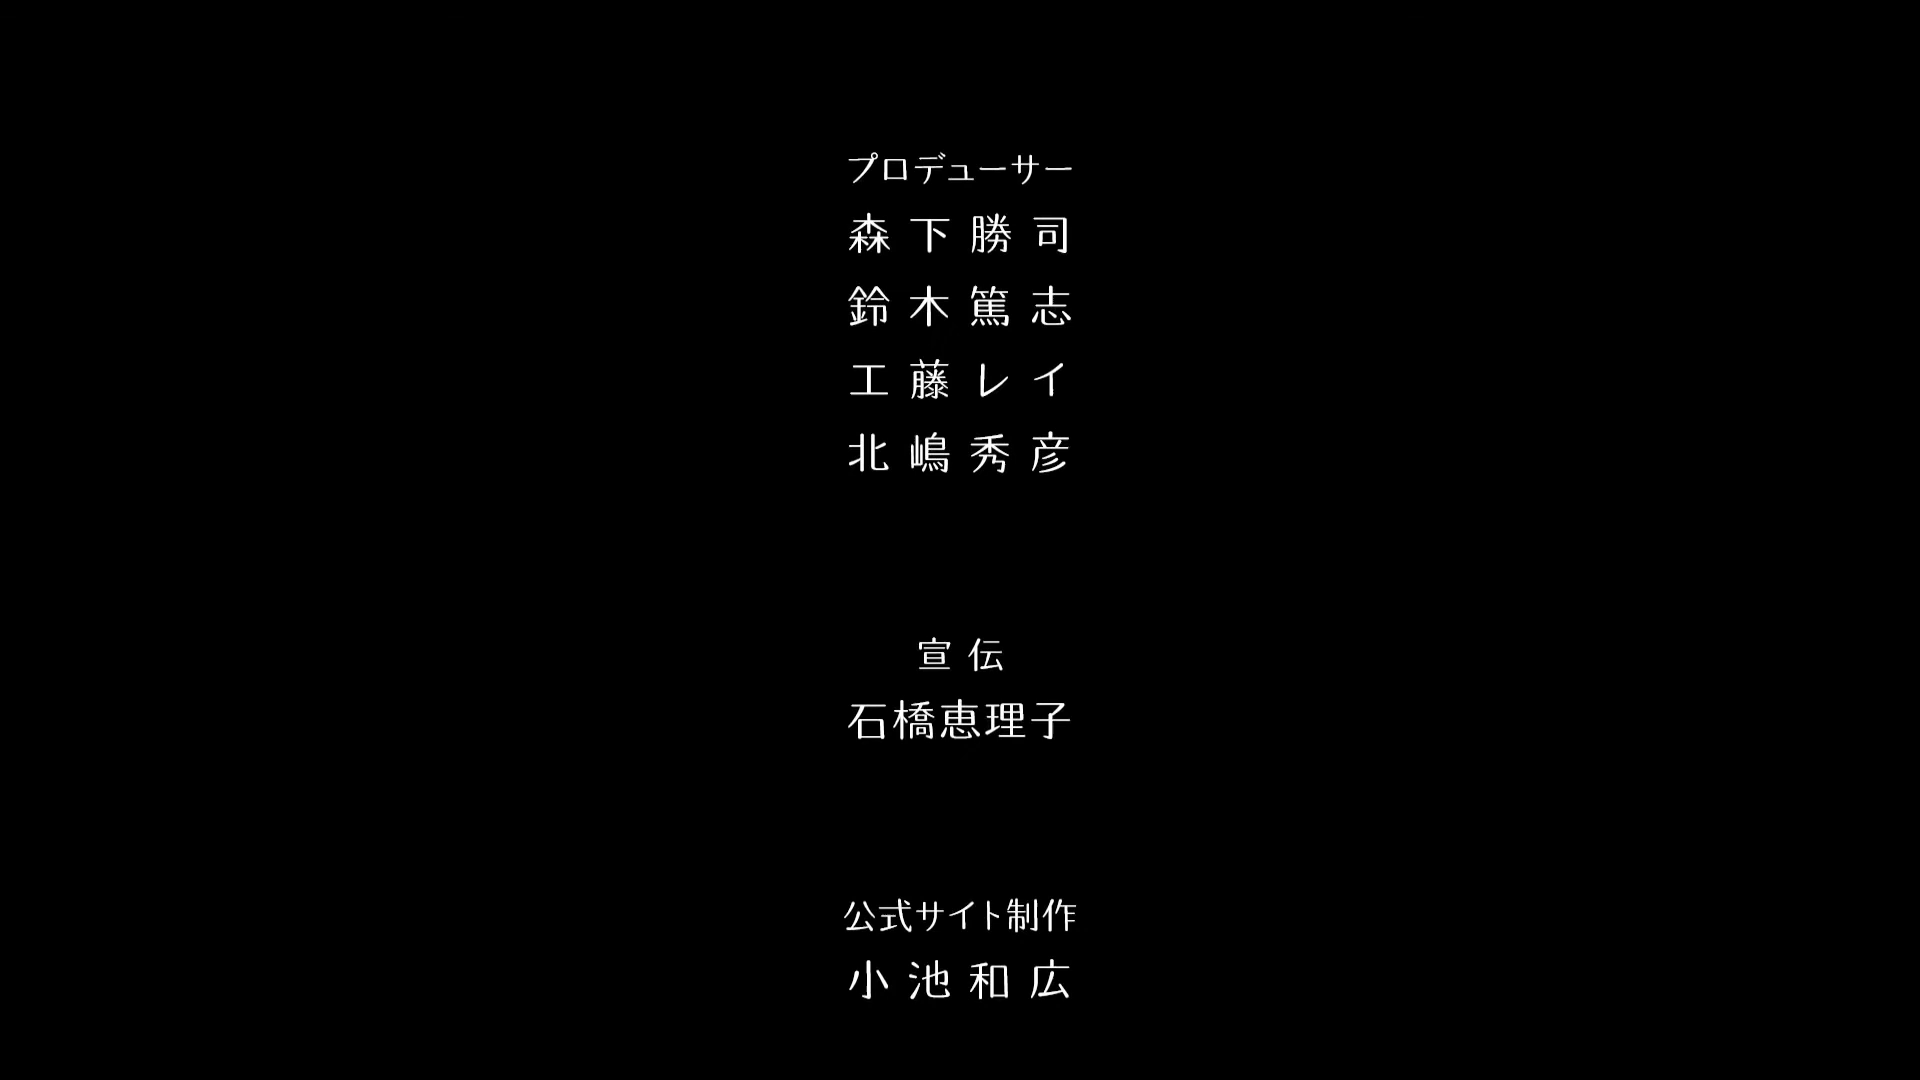 プロデューサー
森下勝司
鈴木篤志
工藤レイ
北嶋秀彦
宣伝
石橋恵理子
公式サイト制作
小池和広